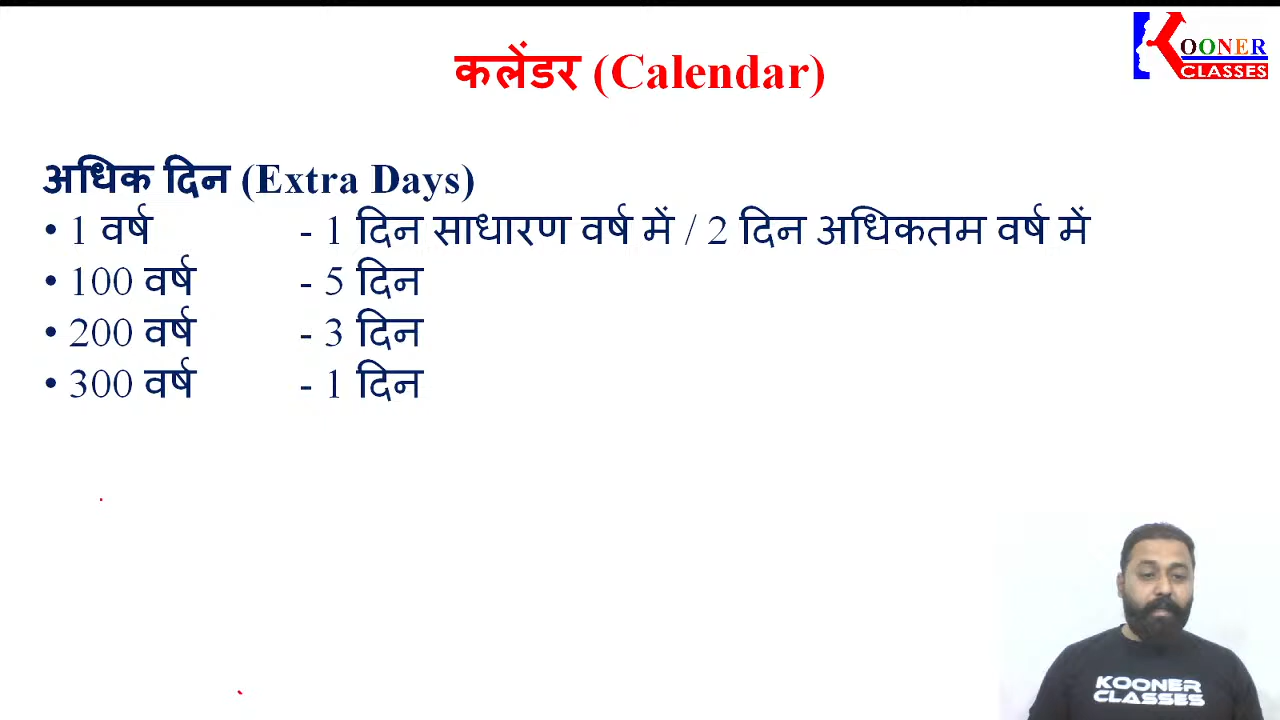 कलेंडर (Calendar)
KOONER
CLASSES
अधिक दिन (Extra Days)
• 1 वर्ष - 1 दिन साधारण वर्ष में / 2 दिन अधिकतम वर्ष में
• 100 वर्ष - 5 दिन
• 200 वर्ष - 3 दिन
• 300 वर्ष - 1 दिन
KOONER
CLASSES